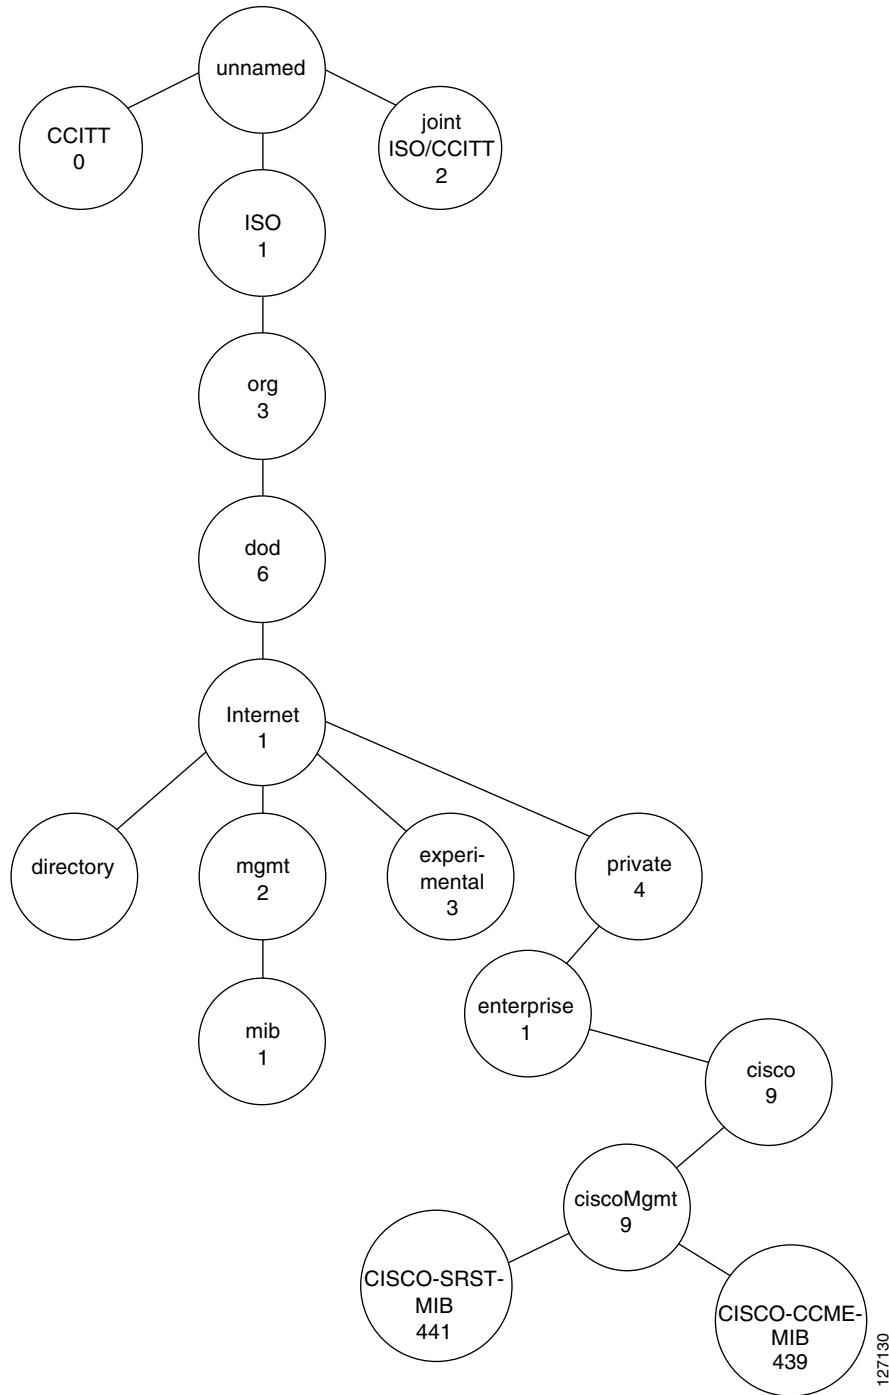 unnamed
CCITT
0
joint
ISO/CCITT
2
ISO
1
org
3
dod
6
Internet
1
directory
mgmt
2
experi-
mental
3
private
4
enterprise
1
mib
1
cisco
9
ciscoMgmt
9
CISCO-SRST-
MIB
441
CISCO-CCME-
MIB
439
127130